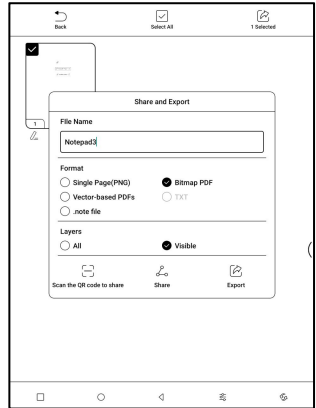 Back
Select All
1 Selected
1
Share and Export
File Name
Notepad3
Format
Single Page(PNG)
Bitmap PDF
Vector-based PDFs
TXT
.note file
Layers
All
Visible
Scan the QR code to share
Share
Export